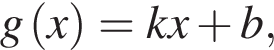 g(x) = kx + b,